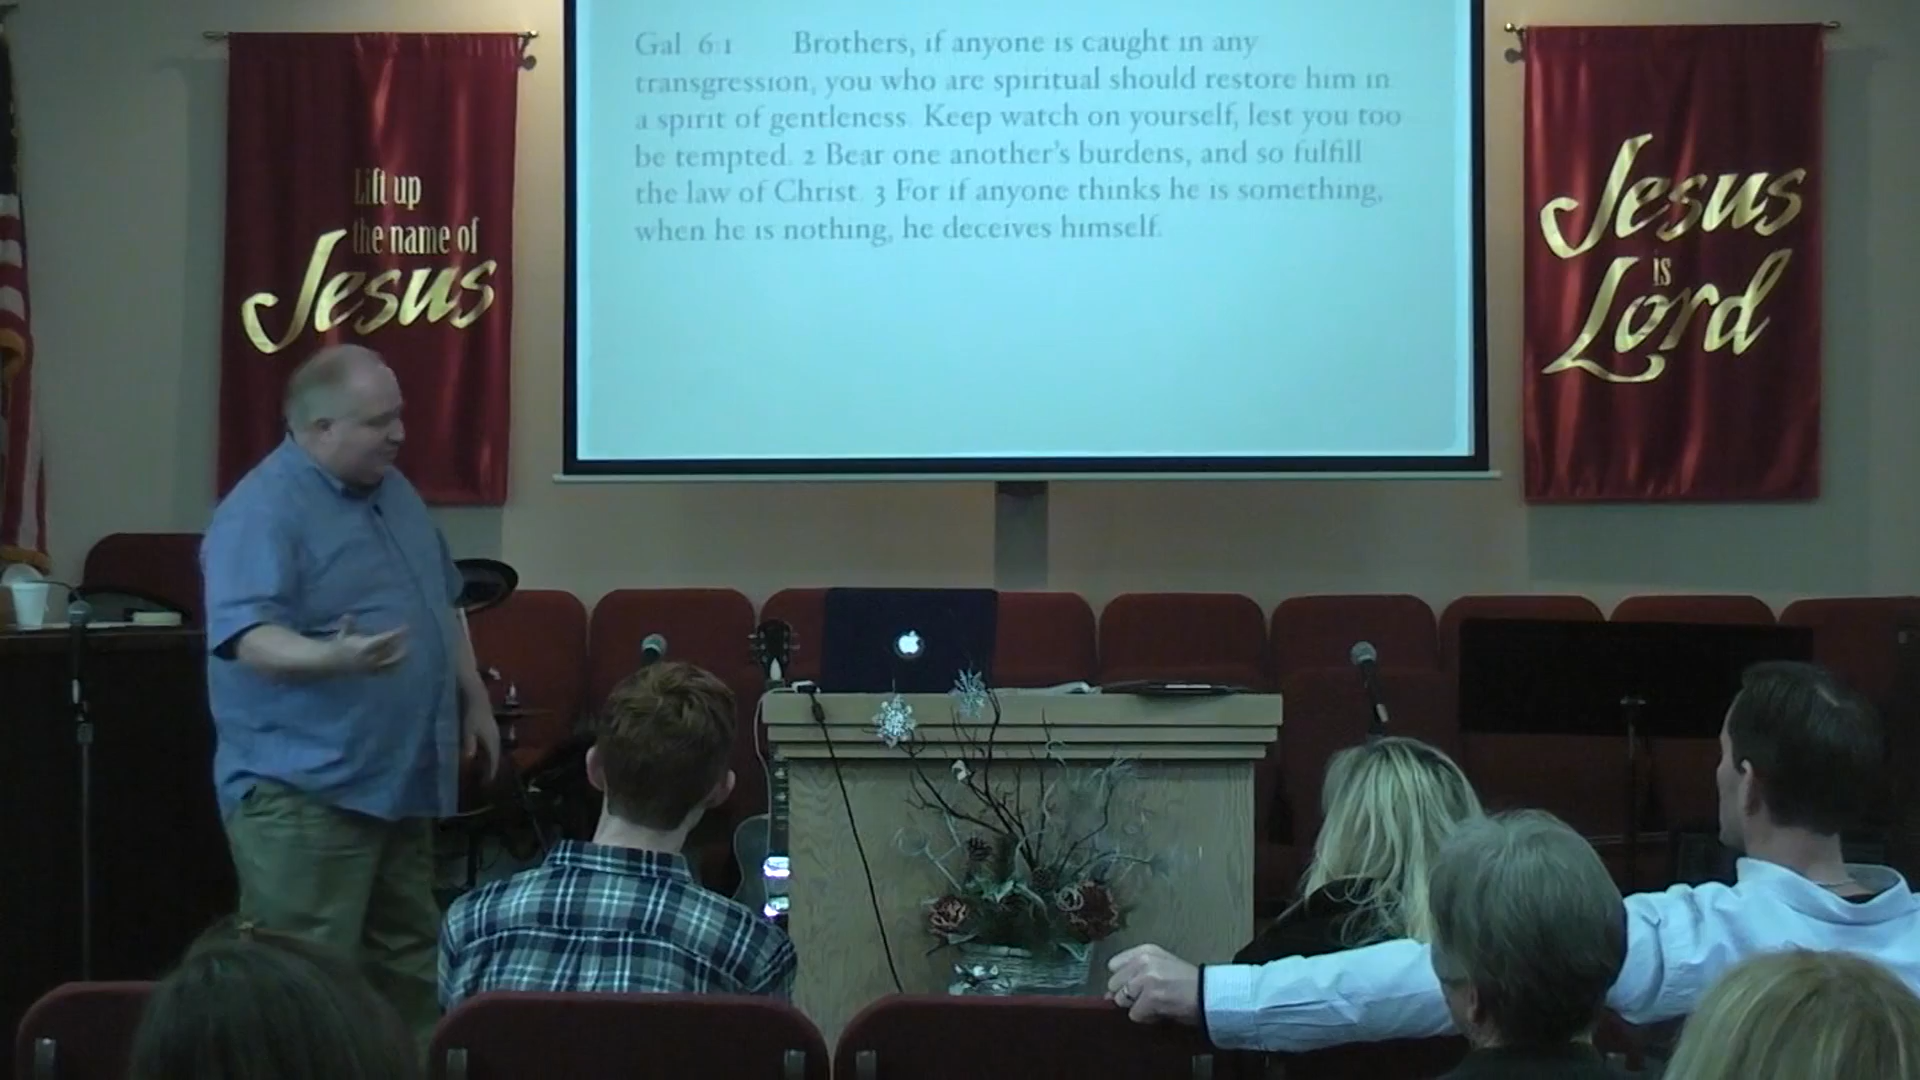 Lift up
the name of
Jesus
Gal 6:1 Brothers, if anyone is caught in any
transgression, you who are spiritual should restore him in
a spirit of gentleness. Keep watch on yourself, lest you too
be tempted. 2 Bear one another's burdens, and so fulfill
the law of Christ. 3 For if anyone thinks he is something,
when he is nothing, he deceives himself.
Jesus
is
Lord